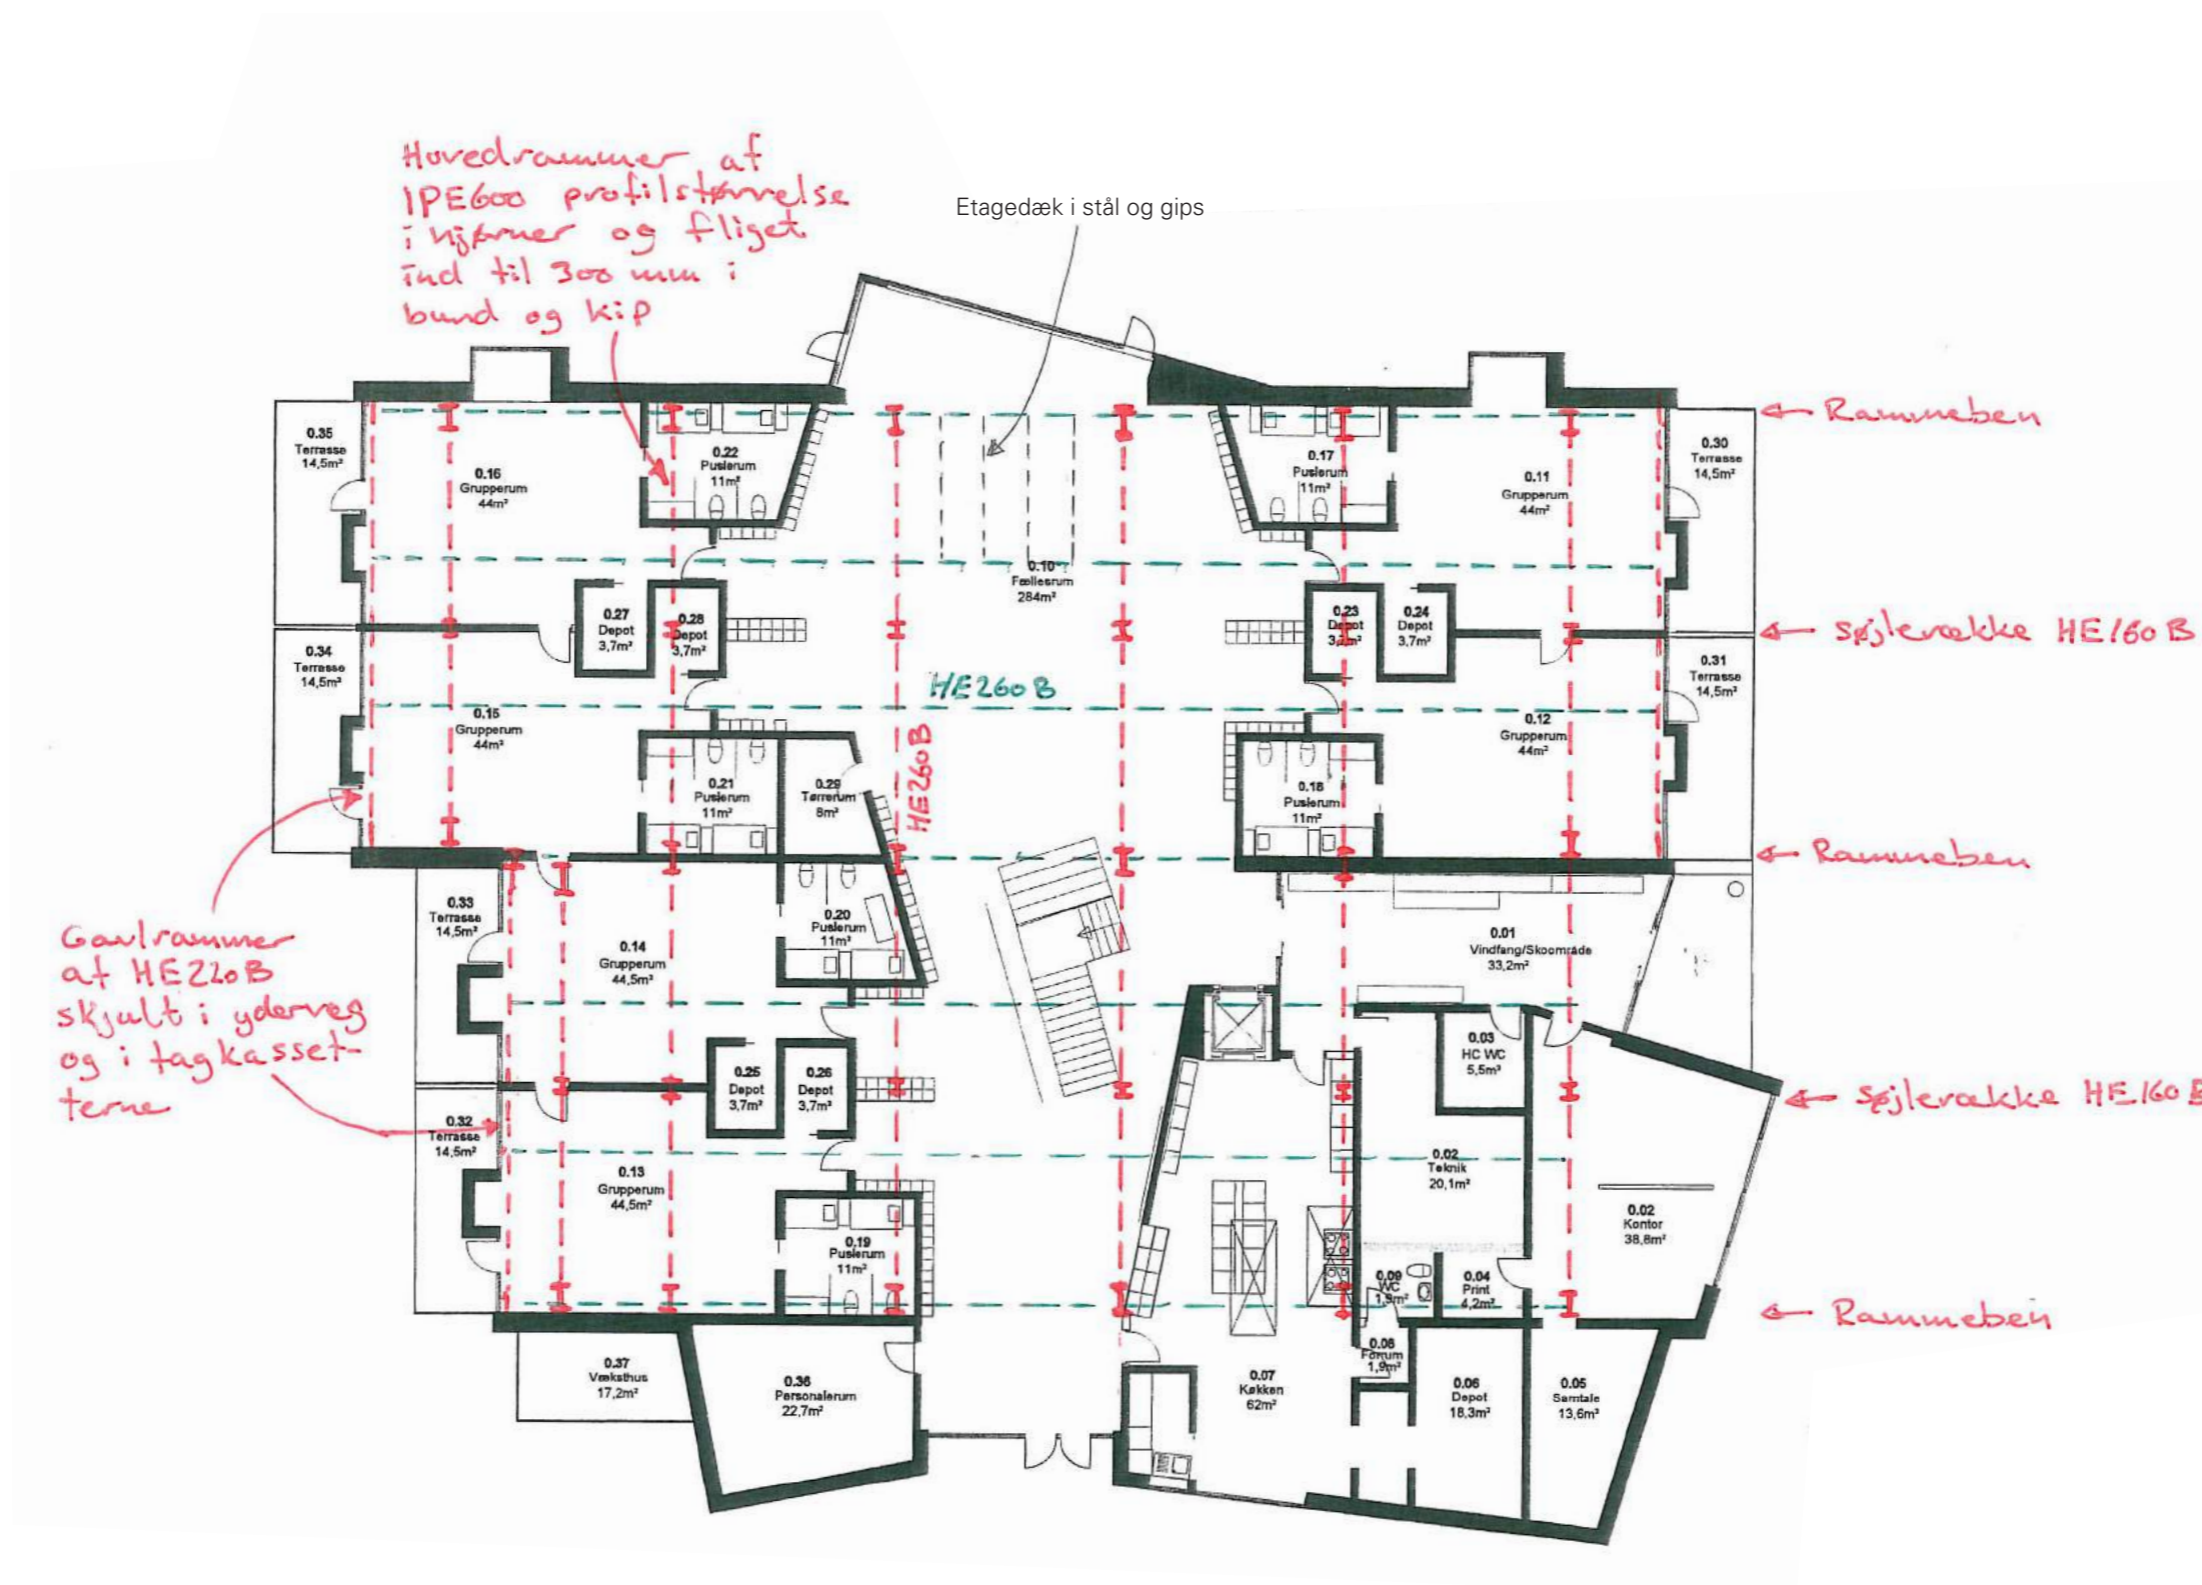 Hovedrammer af
IPE600 profilstørrelse
i hjørner og fliget
ind til 300 mm i
bund og kip
Etagedæk i stål og gips
0.35
Terrasse
14,5m²
0.16
Grupperum
44m²
0.22
Puslerum
11m²
0.17
Puslerum
11m²
0.11
Grupperum
44m²
0.30
Terrasse
14,5m²
Rammeben
0.10
Fællesrum
284m²
0.27
Depot
3,7m²
0.28
Depot
3,7m²
0.23
Depot
3,7m²
0.24
Depot
3,7m²
Søjlerække HE160B
0.34
Terrasse
14,5m²
0.15
Grupperum
44m²
HE260B
HE260B
0.31
Terrasse
14,5m²
0.12
Grupperum
44m²
0.21
Puslerum
11m²
0.29
Tørrerum
8m²
0.18
Puslerum
11m²
Rammeben
Gavlrammer
af HE220B
skjult i ydervæg
og i tagkasset-
terne
0.33
Terrasse
14,5m²
0.14
Grupperum
44,5m²
0.20
Puslerum
11m²
0.01
Vindfang/Skoområde
33,2m²
0.03
HC WC
5,5m²
0.25
Depot
3,7m²
0.26
Depot
3,7m²
Søjlerække HE160B
0.32
Terrasse
14,5m²
0.13
Grupperum
44,5m²
0.02
Teknik
20,1m²
0.02
Kontor
38,8m²
0.19
Puslerum
11m²
0.09
WC
1,9m²
0.04
Print
4,2m²
Rammeben
0.37
Væksthus
17,2m²
0.36
Personalerum
22,7m²
0.08
Forrum
1,9m²
0.07
Køkken
62m²
0.06
Depot
18,3m²
0.05
Samtale
13,6m²